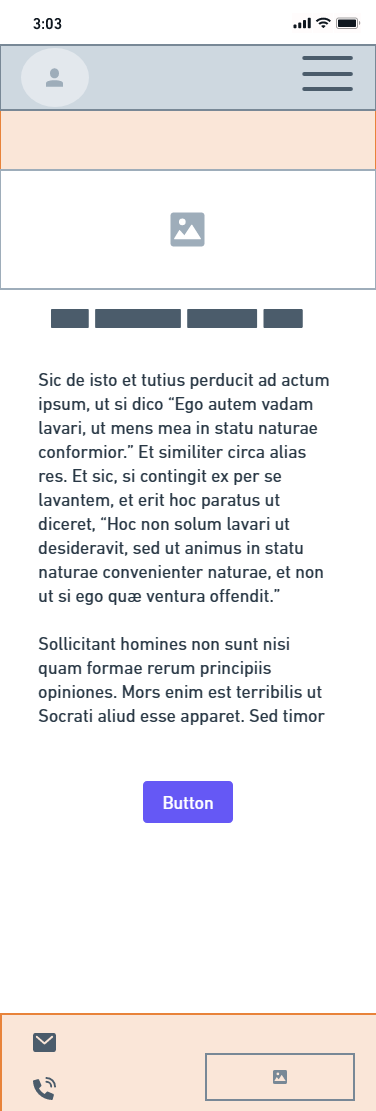 3:03
Sic de isto et tutius perducit ad actum
ipsum, ut si dico “Ego autem vadam
lavari, ut mens mea in statu naturae
conformior.” Et similiter circa alias
res. Et sic, si contingit ex per se
lavantem, et erit hoc paratus ut
diceret, “Hoc non solum lavari ut
desideravit, sed ut animus in statu
naturae convenienter naturae, et non
ut si ego quæ ventura offendit.”
Sollicitant homines non sunt nisi
quam formae rerum principiis
opiniones. Mors enim est terribilis ut
Socrati aliud esse apparet. Sed timor
Button